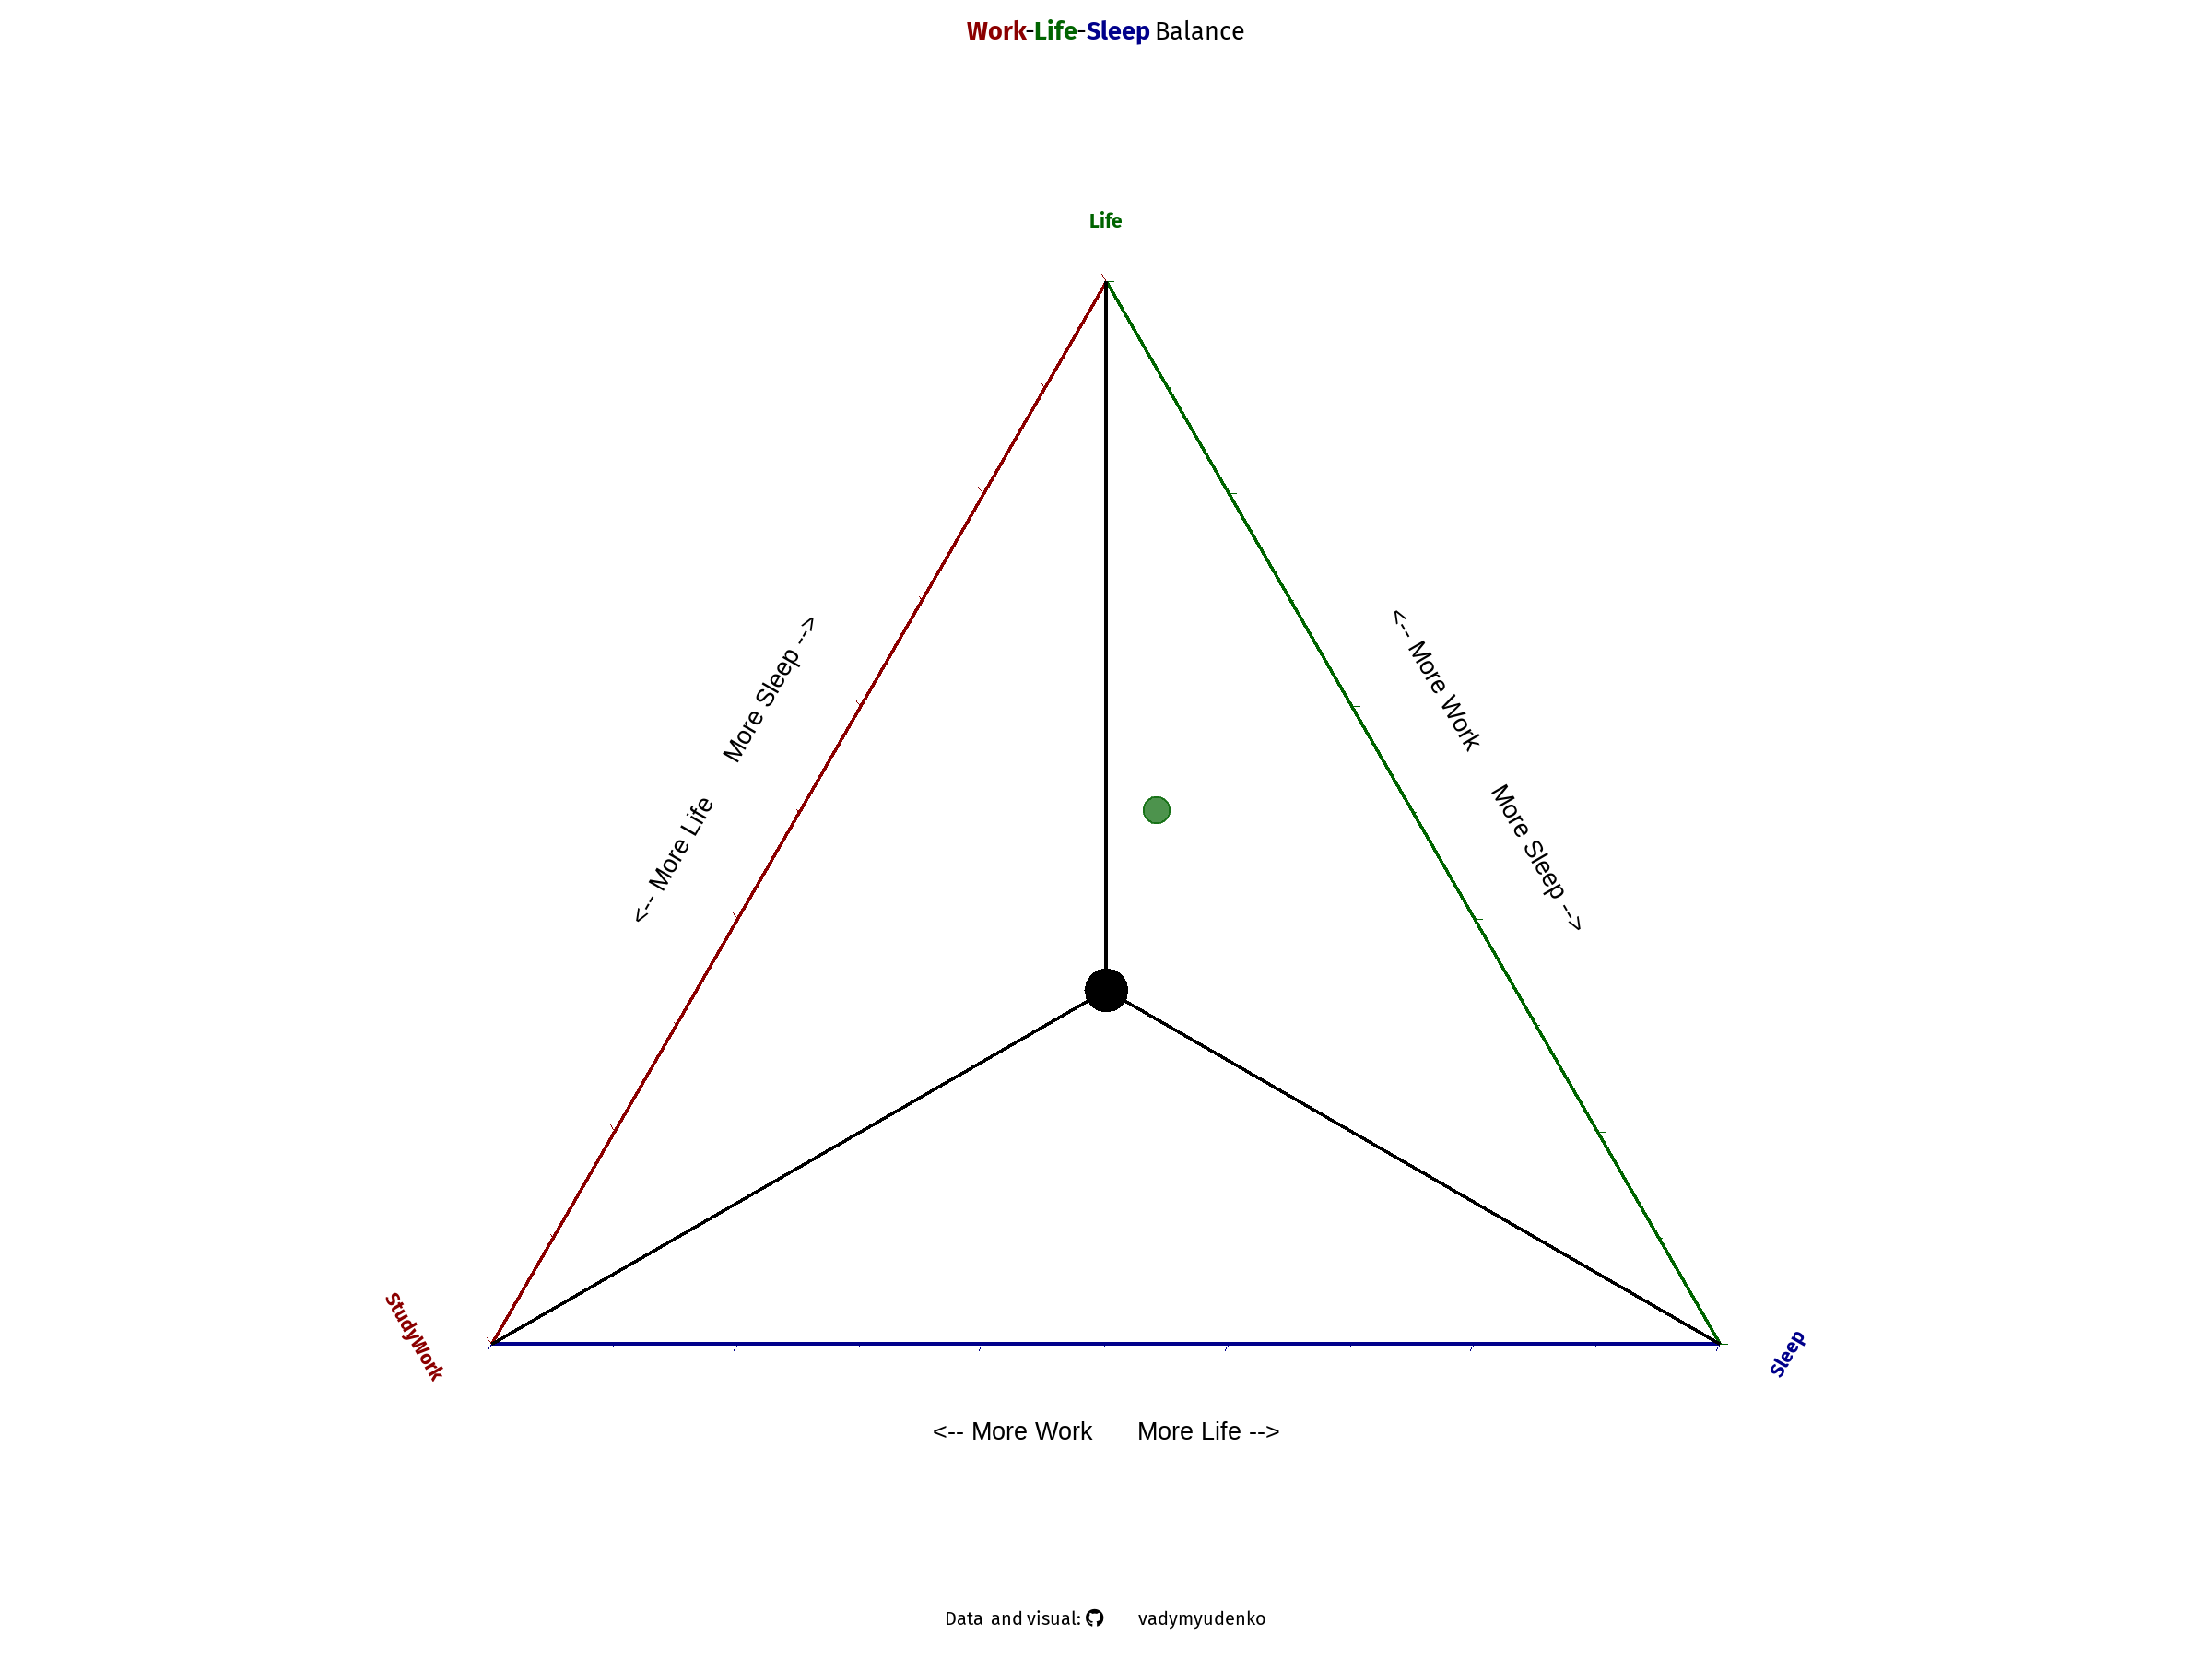 Work-Life-Sleep Balance
Life
More Sleep -->
<-- More Life
<-- More Work
More Sleep -->
StudyWork
Sleep
<-- More Work More Life -->
Data and visual: vadymyudenko